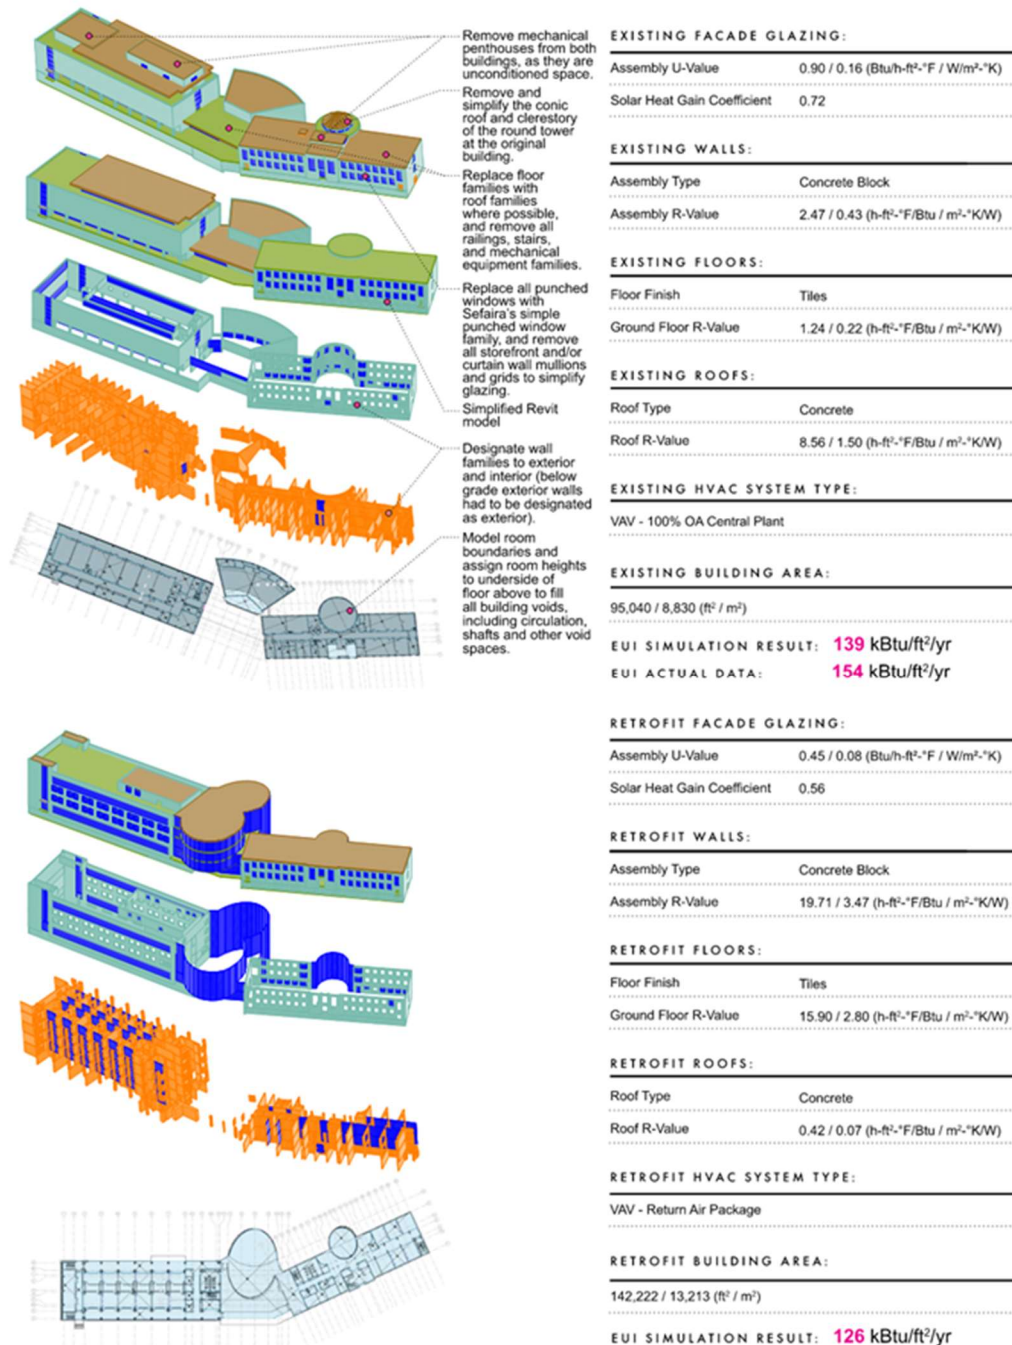 Remove mechanical
penthouses from both
buildings, as they are
unconditioned space.
Remove and
simplify the conic
roof and clerestory
of the round tower
at the original
building.
Replace floor
families with
roof families
where possible,
and remove all
railings, stairs,
and mechanical
equipment families.
Replace all punched
windows with
Sefaira's simple
punched window
family, and remove
all storefront and/or
curtain wall mullions
and grids to simplify
glazing.
Simplified Revit
model
Designate wall
families to exterior
and interior (below
grade exterior walls
had to be designated
as exterior).
Model room
boundaries and
assign room heights
to underside of
floor above to fill
all building voids,
including circulation,
shafts and other void
spaces.
EXISTING FACADE GLAZING:
Assembly U-Value 0.90 / 0.16 (Btu/h-ft²-°F / W/m²-°K)
Solar Heat Gain Coefficient 0.72
EXISTING WALLS:
Assembly Type Concrete Block
Assembly R-Value 2.47 / 0.43 (h-ft²-°F/Btu / m²-°K/W)
EXISTING FLOORS:
Floor Finish Tiles
Ground Floor R-Value 1.24 / 0.22 (h-ft²-°F/Btu / m²-°K/W)
EXISTING ROOFS:
Roof Type Concrete
Roof R-Value 8.56 / 1.50 (h-ft²-°F/Btu / m²-°K/W)
EXISTING HVAC SYSTEM TYPE:
VAV - 100% OA Central Plant
EXISTING BUILDING AREA:
95,040 / 8,830 (ft² / m²)
EUI SIMULATION RESULT: 139 kBtu/ft²/yr
EUI ACTUAL DATA: 154 kBtu/ft²/yr
RETROFIT FACADE GLAZING:
Assembly U-Value 0.45 / 0.08 (Btu/h-ft²-°F / W/m²-°K)
Solar Heat Gain Coefficient 0.56
RETROFIT WALLS:
Assembly Type Concrete Block
Assembly R-Value 19.71 / 3.47 (h-ft²-°F/Btu / m²-°K/W)
RETROFIT FLOORS:
Floor Finish Tiles
Ground Floor R-Value 15.90 / 2.80 (h-ft²-°F/Btu / m²-°K/W)
RETROFIT ROOFS:
Roof Type Concrete
Roof R-Value 0.42 / 0.07 (h-ft²-°F/Btu / m²-°K/W)
RETROFIT HVAC SYSTEM TYPE:
VAV - Return Air Package
RETROFIT BUILDING AREA:
142,222 / 13,213 (ft² / m²)
EUI SIMULATION RESULT: 126 kBtu/ft²/yr